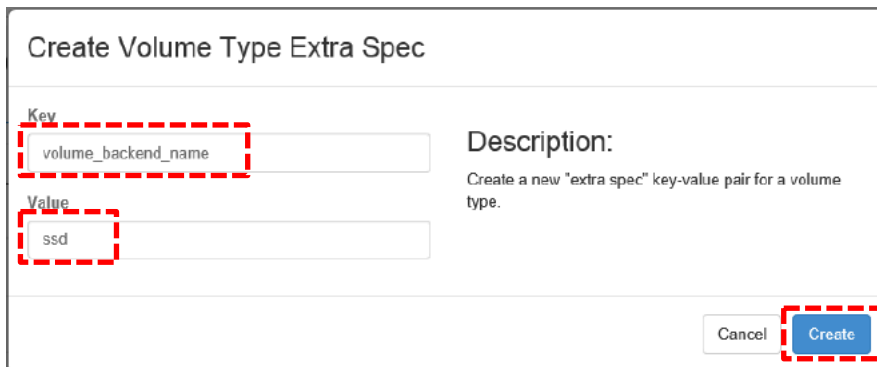 Create Volume Type Extra Spec
Key
volume_backend_name
Value
ssd
Description:
Create a new "extra spec" key-value pair for a volume
type.
Cancel
Create